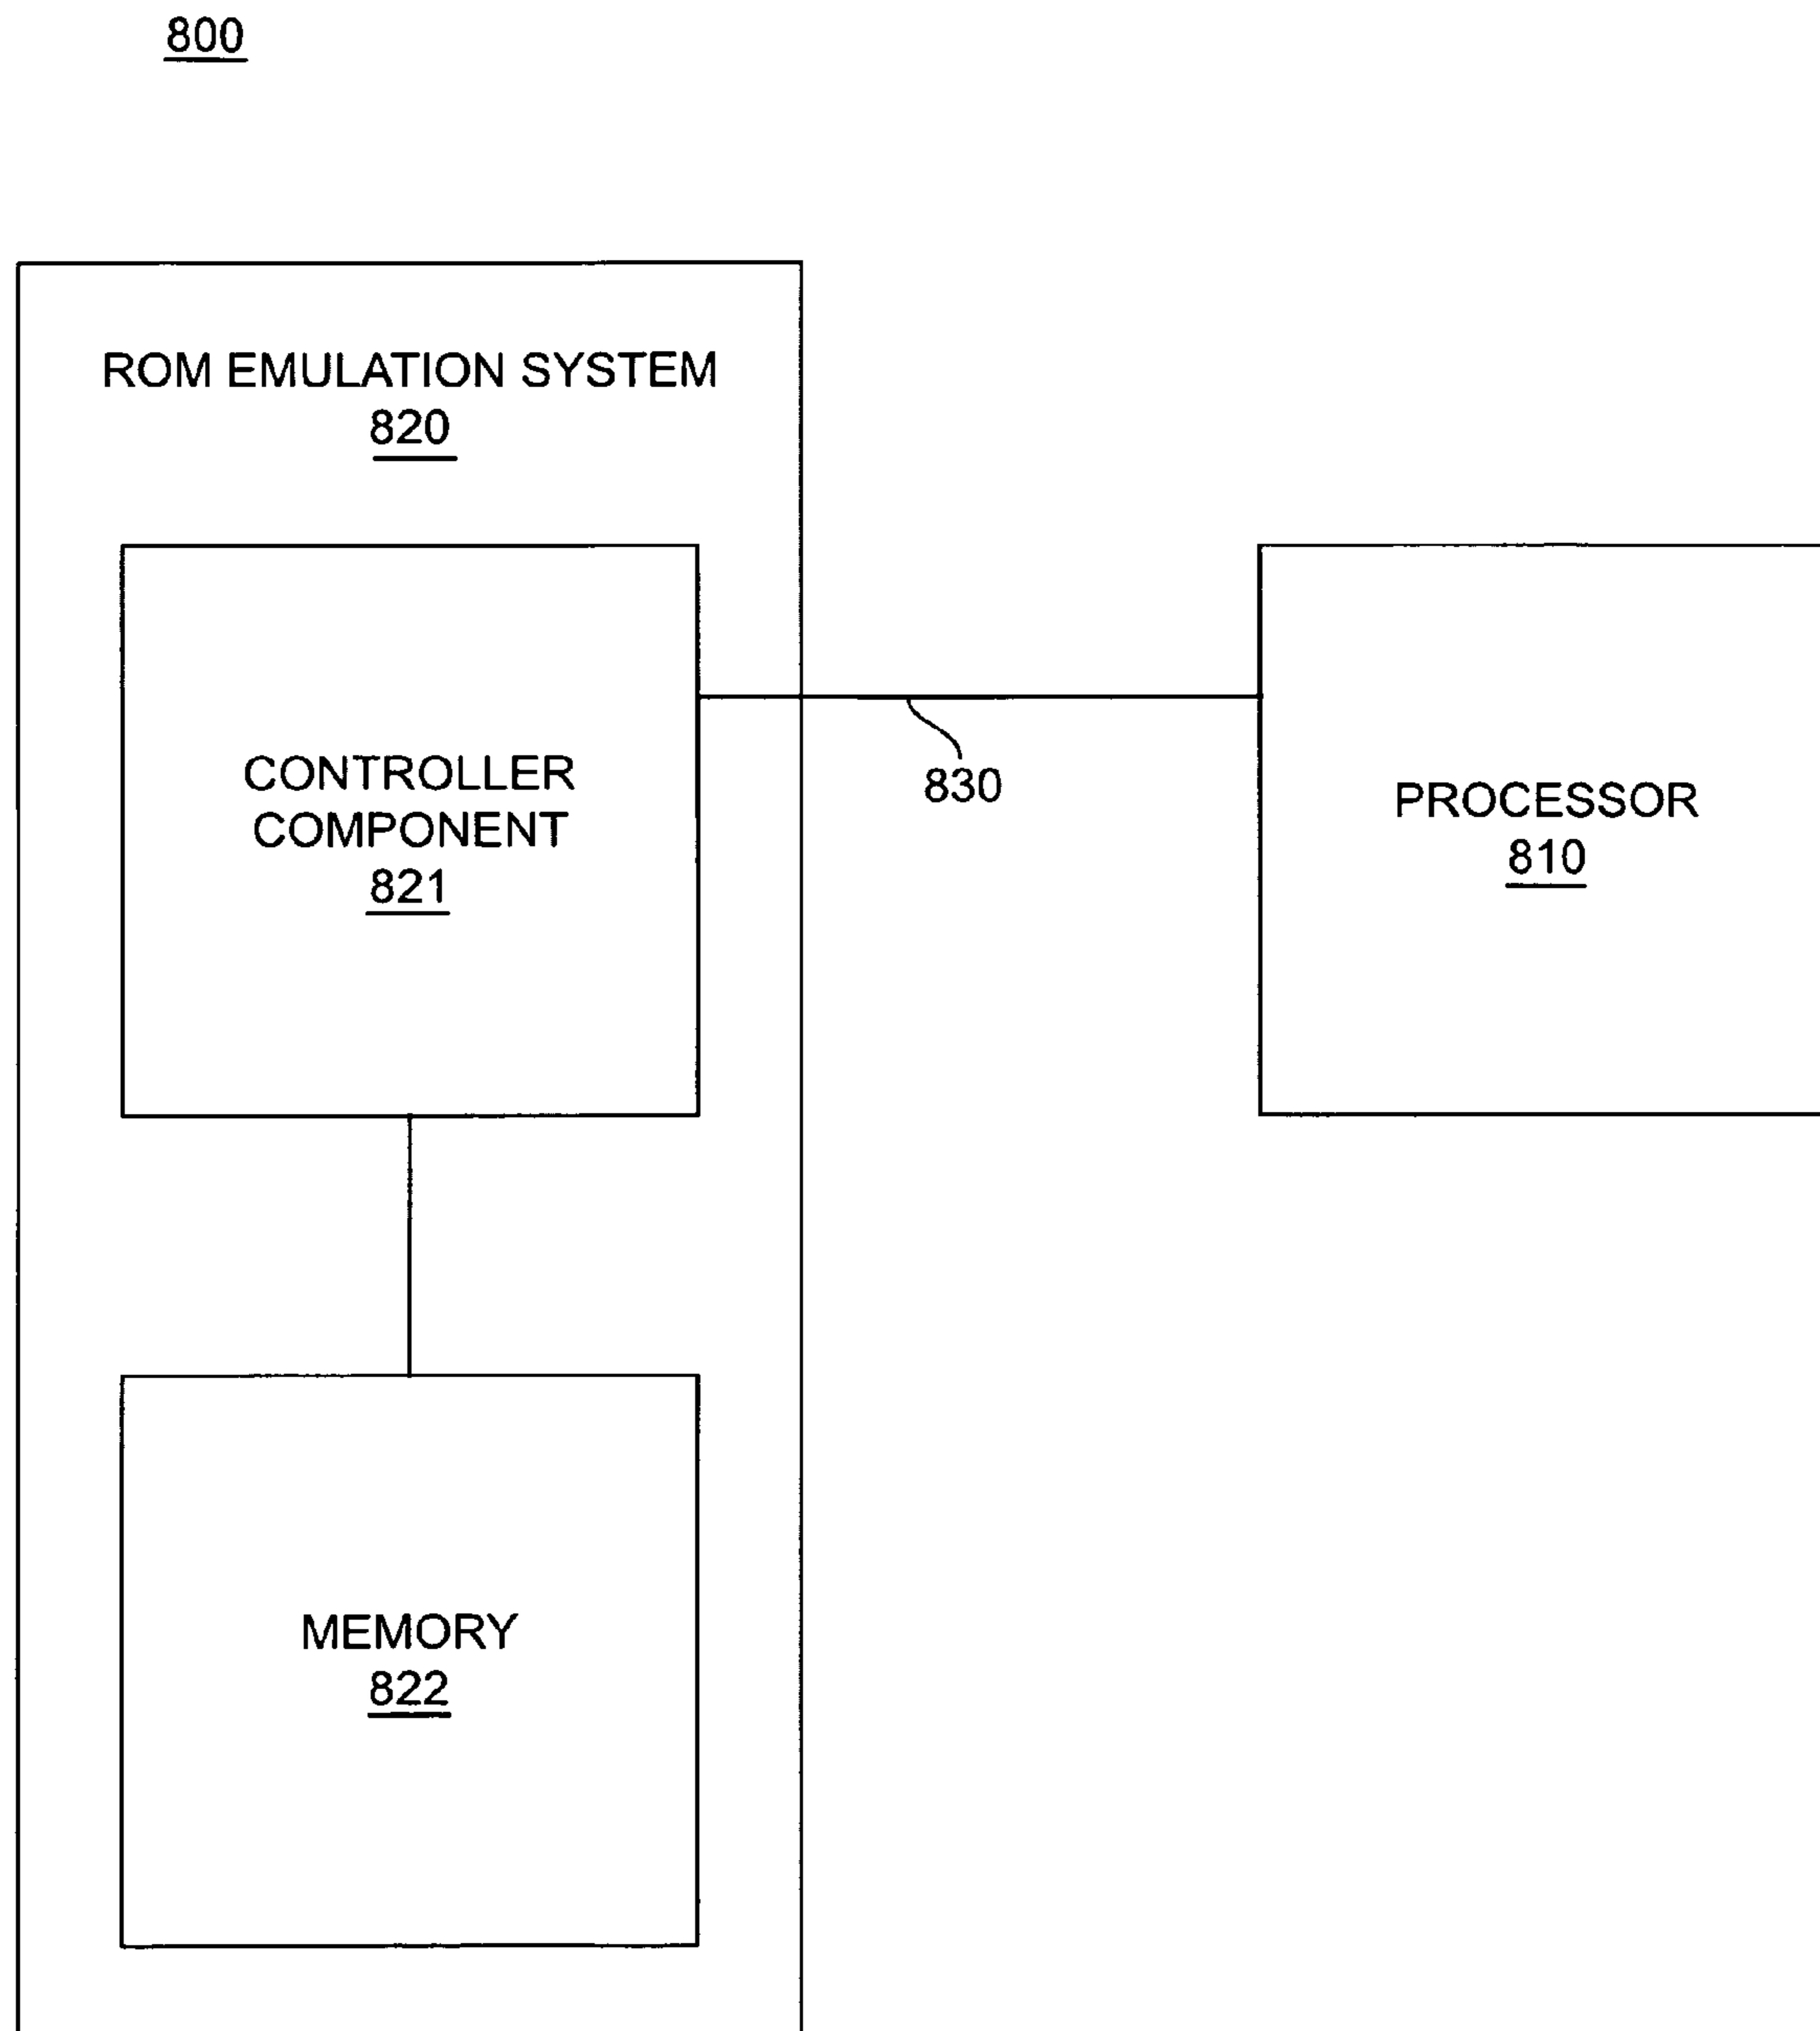 800
ROM EMULATION SYSTEM
820
CONTROLLER
COMPONENT
821
830
PROCESSOR
810
MEMORY
822